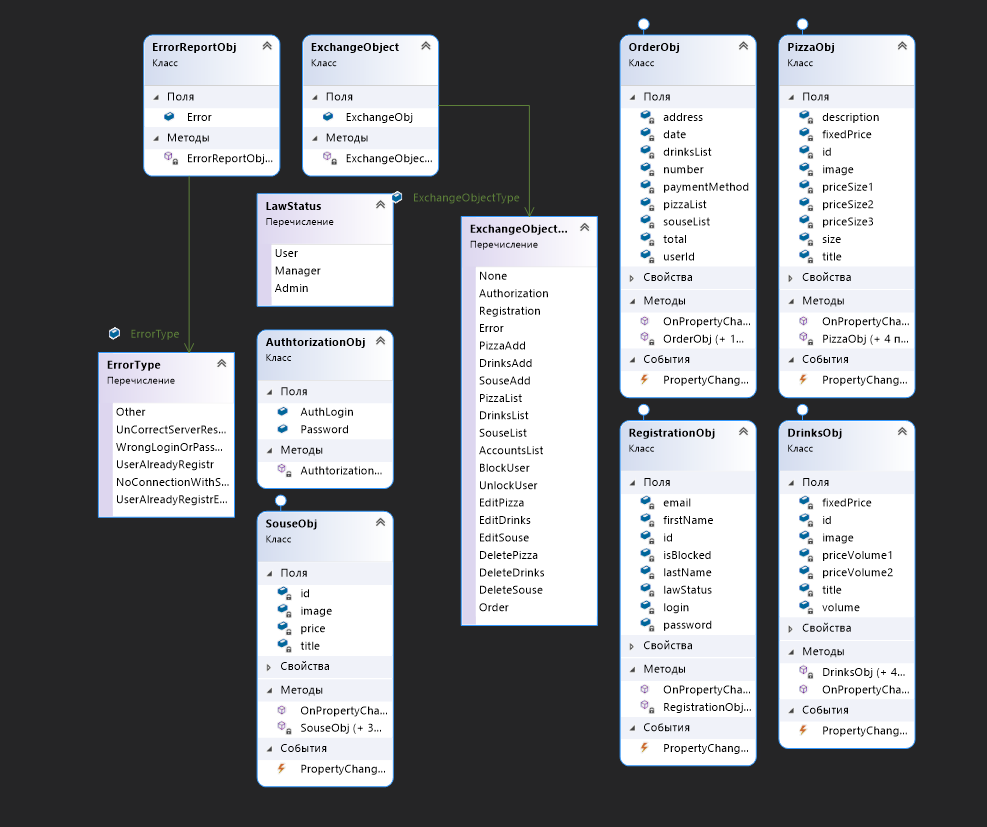 ErrorReportObj
Класс
Поля
Error
Методы
ErrorReportObj...
ExchangeObject
Класс
Поля
ExchangeObj
Методы
ExchangeObjec...
LawStatus
Перечисление
User
Manager
Admin
ExchangeObjectType
ErrorType
ErrorType
Перечисление
Other
UnCorrectServerRes...
WrongLoginOrPass...
UserAlreadyRegistr
NoConnectionWithS...
UserAlreadyRegistrE...
AuthtorizationObj
Класс
Поля
AuthLogin
Password
Методы
Authtorization...
SouseObj
Класс
Поля
id
image
price
title
Свойства
Методы
OnPropertyCha...
SouseObj (+ 3...
События
PropertyChang...
ExchangeObject...
Перечисление
None
Authorization
Registration
Error
PizzaAdd
DrinksAdd
SouseAdd
PizzaList
DrinksList
SouseList
AccountsList
BlockUser
UnlockUser
EditPizza
EditDrinks
EditSouse
DeletePizza
DeleteDrinks
DeleteSouse
Order
OrderObj
Класс
Поля
address
date
drinksList
number
paymentMethod
pizzaList
souseList
total
userId
Свойства
Методы
OnPropertyCha...
OrderObj (+ 1...
События
PropertyChang...
PizzaObj
Класс
Поля
description
fixedPrice
id
image
priceSize1
priceSize2
priceSize3
size
title
Свойства
Методы
OnPropertyCha...
PizzaObj (+ 4 п...
События
PropertyChang...
RegistrationObj
Класс
Поля
email
firstName
id
isBlocked
lastName
lawStatus
login
password
Свойства
Методы
OnPropertyCha...
RegistrationObj...
События
PropertyChang...
DrinksObj
Класс
Поля
fixedPrice
id
image
priceVolume1
priceVolume2
title
volume
Свойства
Методы
DrinksObj (+ 4...
OnPropertyCha...
События
PropertyChang...